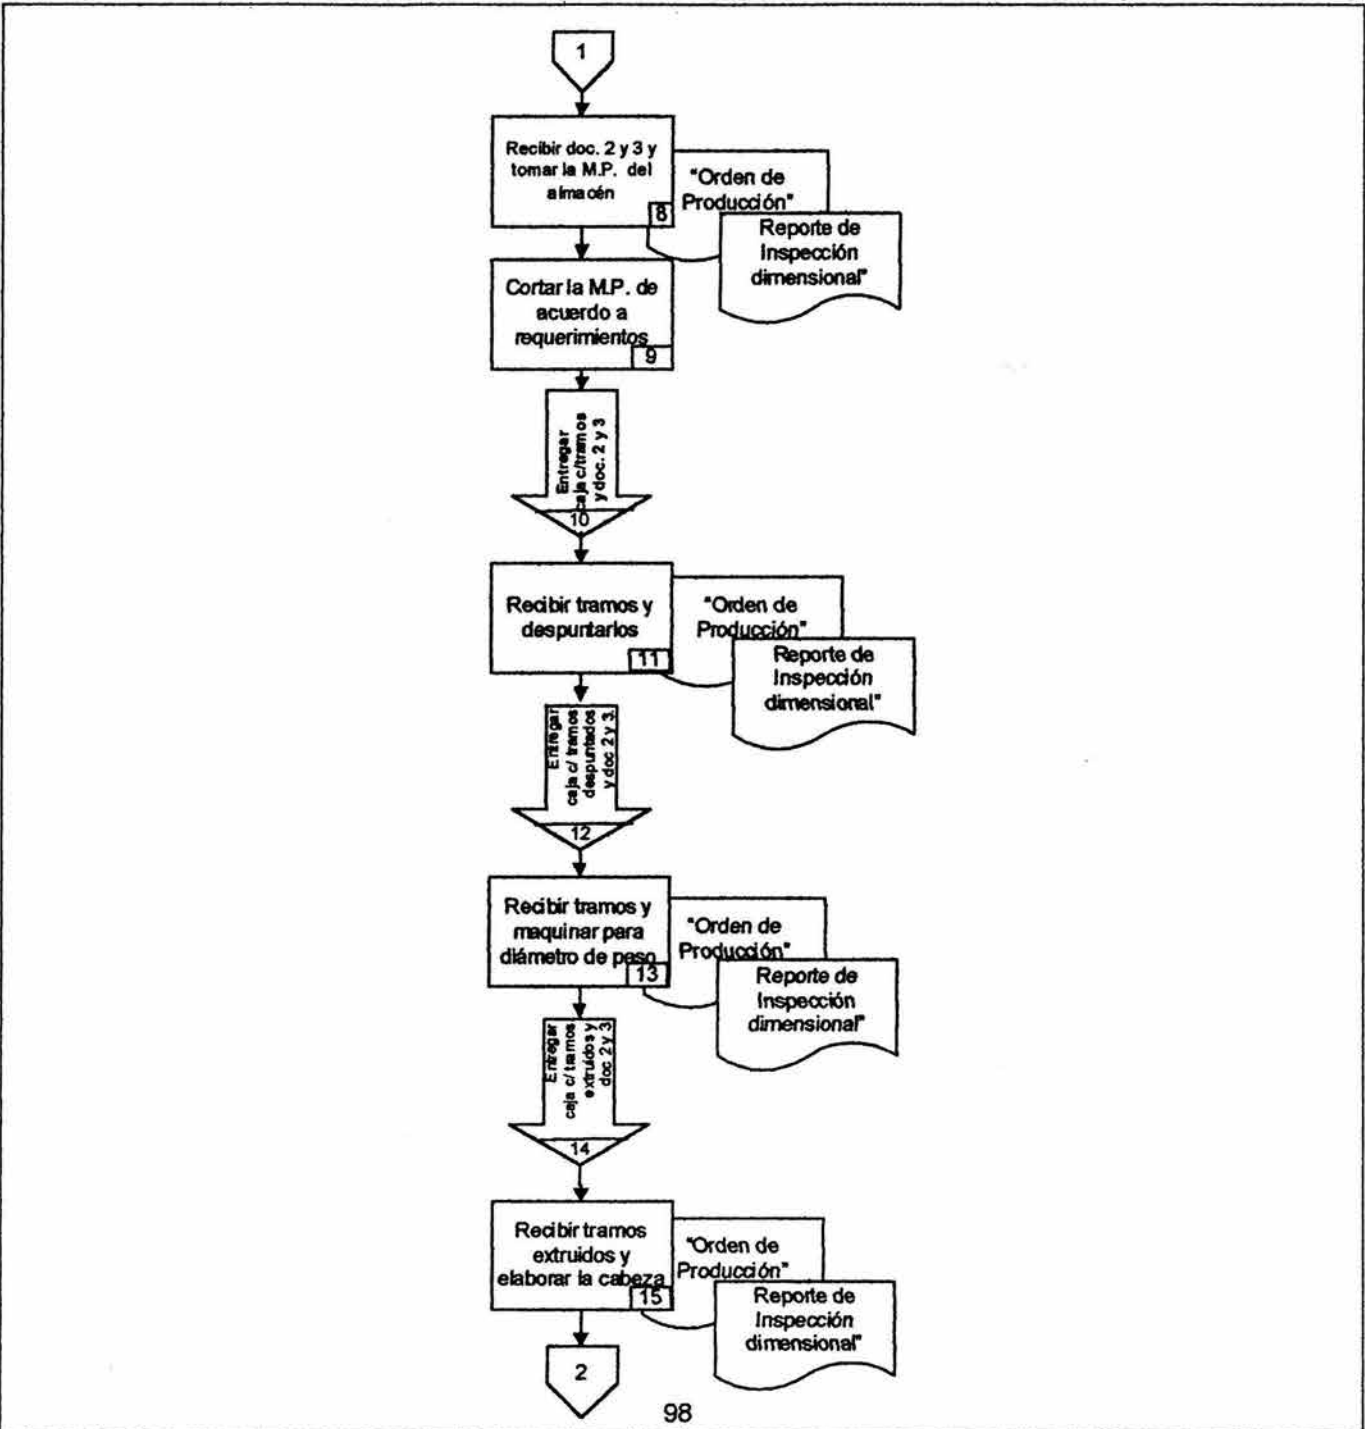 1
Recibir doc. 2 y 3 y
tomar la M.P. del
almacén
8
"Orden de
Producción"
Reporte de
Inspección
dimensional"
Cortar la M.P. de
acuerdo a
requerimientos
9
Entregar
caja c/tramos
y doc. 2 y 3
10
Recibir tramos y
despuntarlos
11
"Orden de
Producción"
Reporte de
Inspección
dimensional"
Entregar
caja c/ tramos
despuntados
y doc 2 y 3.
12
Recibir tramos y
maquinar para
diámetro de paso
13
"Orden de
Producción"
Reporte de
Inspección
dimensional"
Entregar
caja c/ tramos
extruidos y
doc 2 y 3
14
Recibir tramos
extruidos y
elaborar la cabeza
15
"Orden de
Producción"
Reporte de
Inspección
dimensional"
2
98